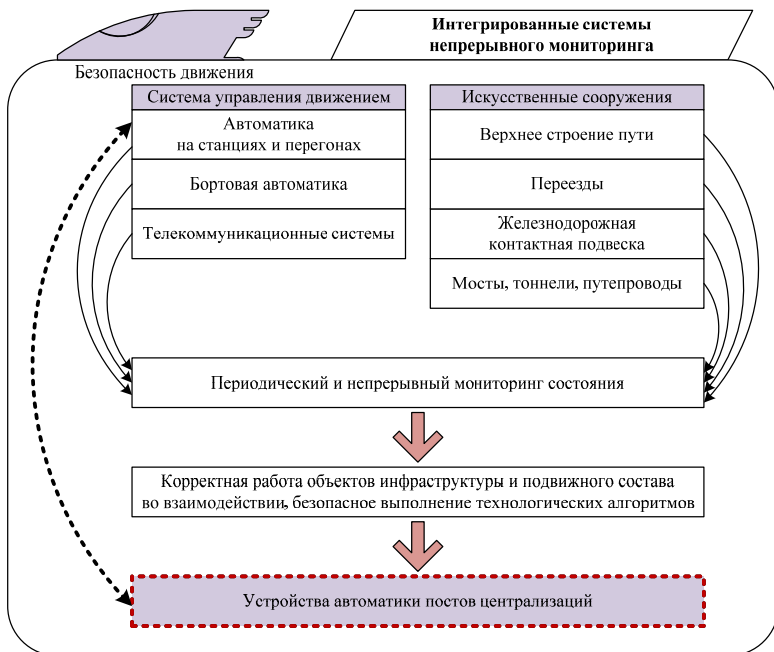 Интегрированные системы
непрерывного мониторинга
Безопасность движения
Система управления движением
Автоматика
на станциях и перегонах
Бортовая автоматика
Телекоммуникационные системы
Искусственные сооружения
Верхнее строение пути
Переезды
Железнодорожная
контактная подвеска
Мосты, тоннели, путепроводы
Периодический и непрерывный мониторинг состояния
Корректная работа объектов инфраструктуры и подвижного состава
во взаимодействии, безопасное выполнение технологических алгоритмов
Устройства автоматики постов централизаций